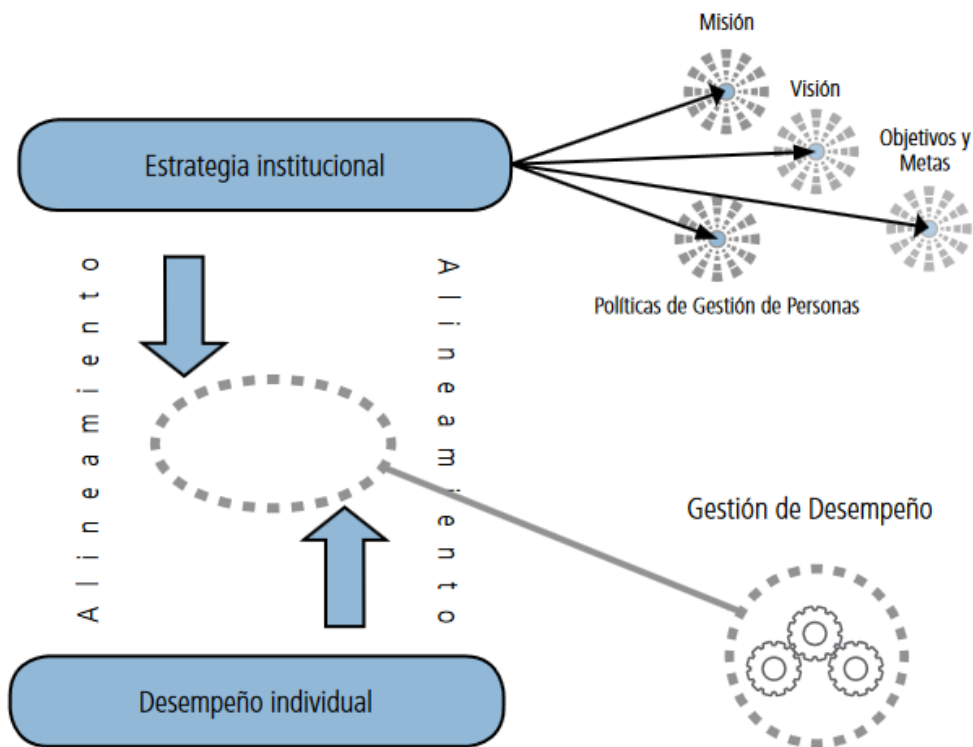 Misión
Visión
Objetivos y
Metas
Estrategia institucional
Políticas de Gestión de Personas
Alineamiento
Alineamiento
Gestión de Desempeño
Desempeño individual